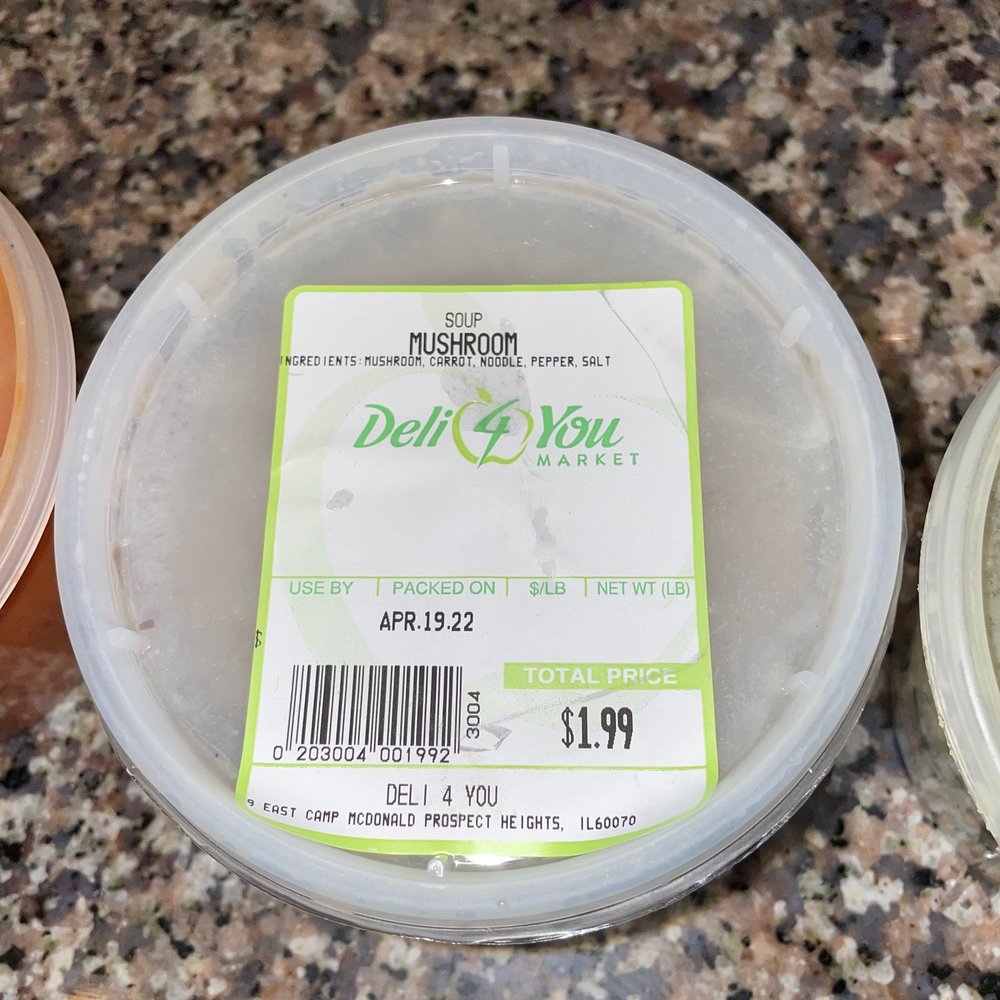 SOUP
MUSHROOM
INGREDIENTS: MUSHROOM, CARROT, NOODLE, PEPPER, SALT
Deli 4 You
MARKET
USE BY PACKED ON $/LB NET WT (LB)
APR.19.22
$
TOTAL PRICE
$1.99
3004
0 203004 001992
DELI 4 YOU
9 EAST CAMP MCDONALD PROSPECT HEIGHTS, IL60070